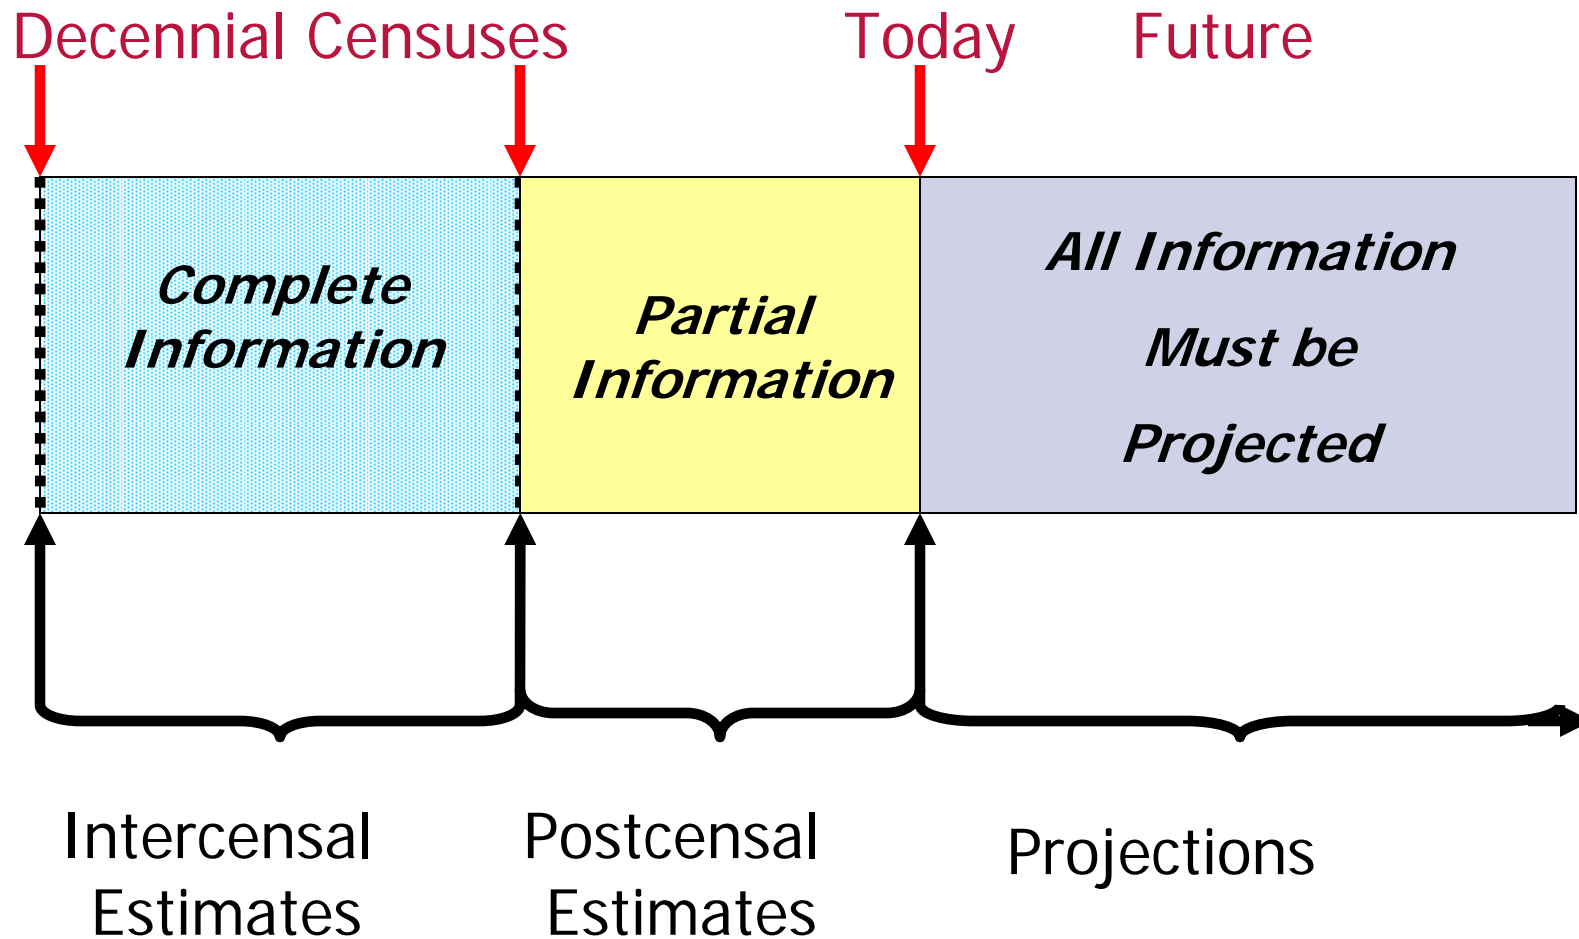 Decennial Censuses Today Future
Complete
Information
Partial
Information
All Information
Must be
Projected
Intercensal
Estimates
Postcensal
Estimates
Projections